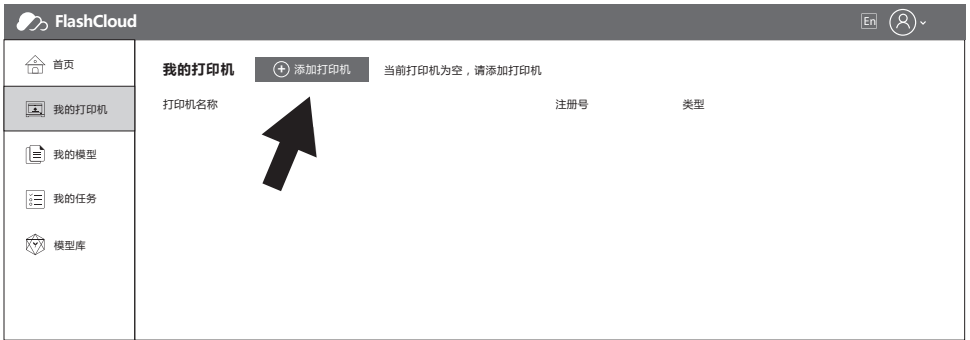 FlashCloud
En
首页
我的打印机
我的模型
我的任务
模型库
我的打印机 添加打印机 当前打印机为空，请添加打印机
打印机名称 注册号 类型